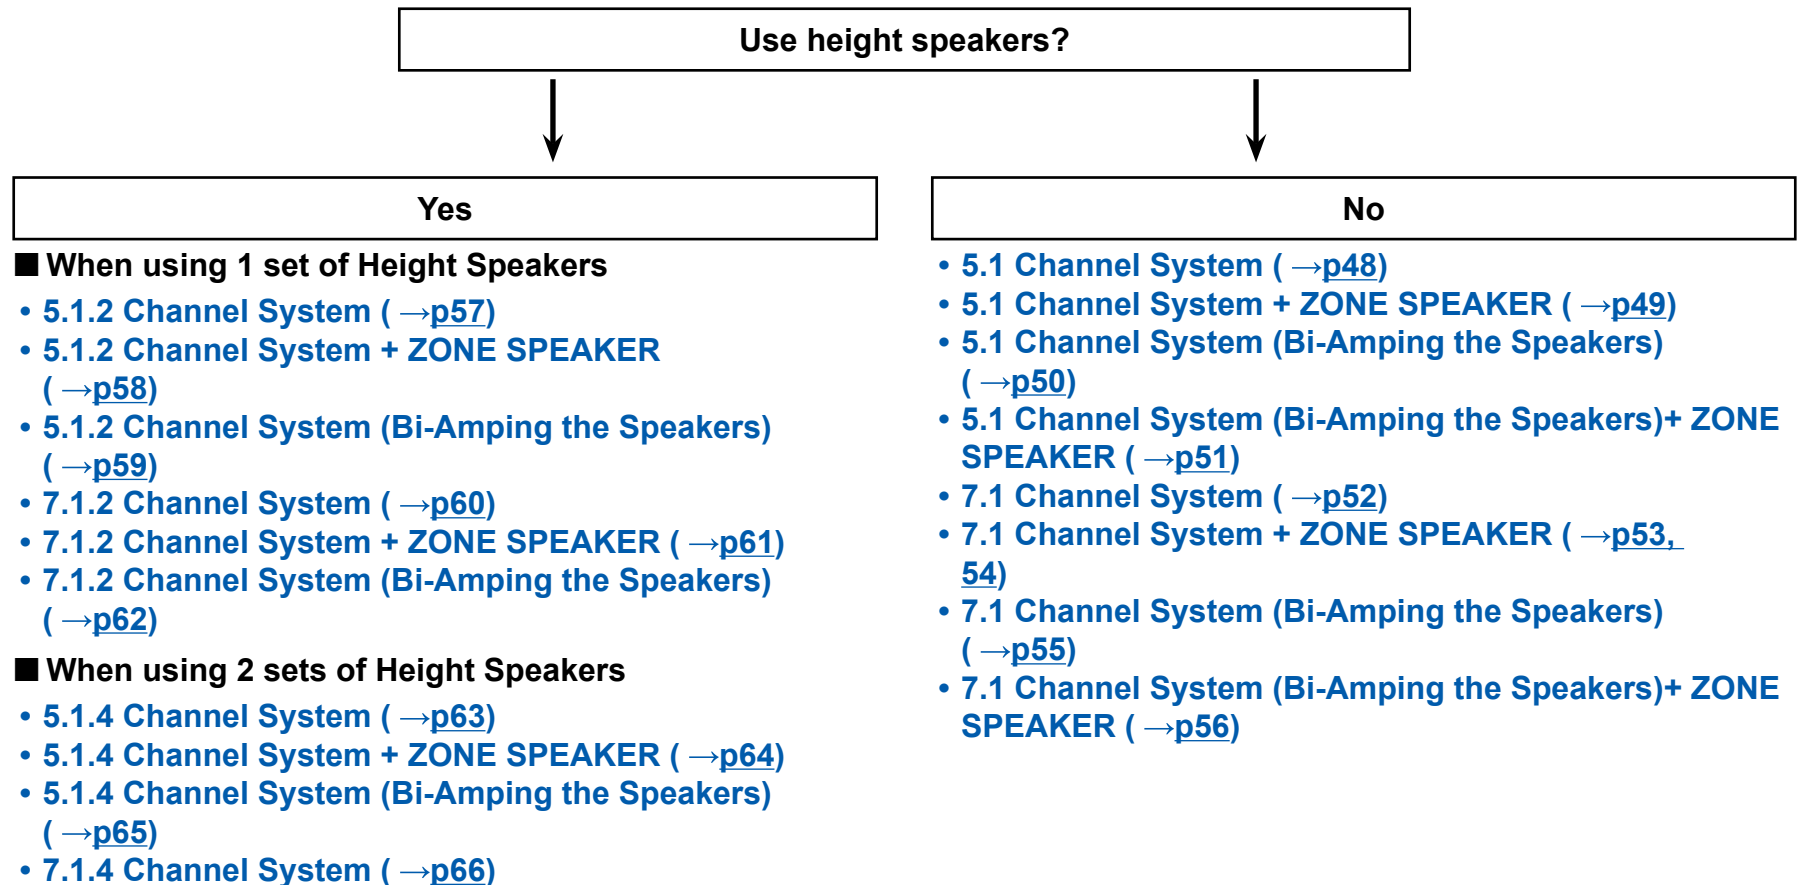 Use height speakers?
Yes
■ When using 1 set of Height Speakers
• 5.1.2 Channel System ( →p57)
• 5.1.2 Channel System + ZONE SPEAKER
( →p58)
• 5.1.2 Channel System (Bi-Amping the Speakers)
( →p59)
• 7.1.2 Channel System ( →p60)
• 7.1.2 Channel System + ZONE SPEAKER ( →p61)
• 7.1.2 Channel System (Bi-Amping the Speakers)
( →p62)
■ When using 2 sets of Height Speakers
• 5.1.4 Channel System ( →p63)
• 5.1.4 Channel System + ZONE SPEAKER ( →p64)
• 5.1.4 Channel System (Bi-Amping the Speakers)
( →p65)
• 7.1.4 Channel System ( →p66)
No
• 5.1 Channel System ( →p48)
• 5.1 Channel System + ZONE SPEAKER ( →p49)
• 5.1 Channel System (Bi-Amping the Speakers)
( →p50)
• 5.1 Channel System (Bi-Amping the Speakers)+ ZONE
SPEAKER ( →p51)
• 7.1 Channel System ( →p52)
• 7.1 Channel System + ZONE SPEAKER ( →p53,
54)
• 7.1 Channel System (Bi-Amping the Speakers)
( →p55)
• 7.1 Channel System (Bi-Amping the Speakers)+ ZONE
SPEAKER ( →p56)